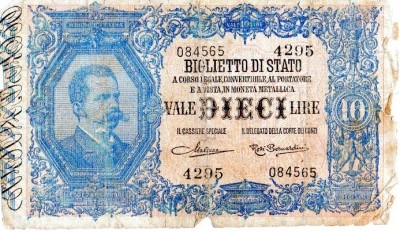 084565 4295
BIGLIETTO DI STATO
A CORSO LEGALE, CONVERTIBILE, AL PORTATORE
E A VISTA, IN MONETA METALLICA
VALE DIECI LIRE 10
IL CASSIERE SPECIALE IL DELEGATO DELLA CORTE DEI CONTI
4295 084565